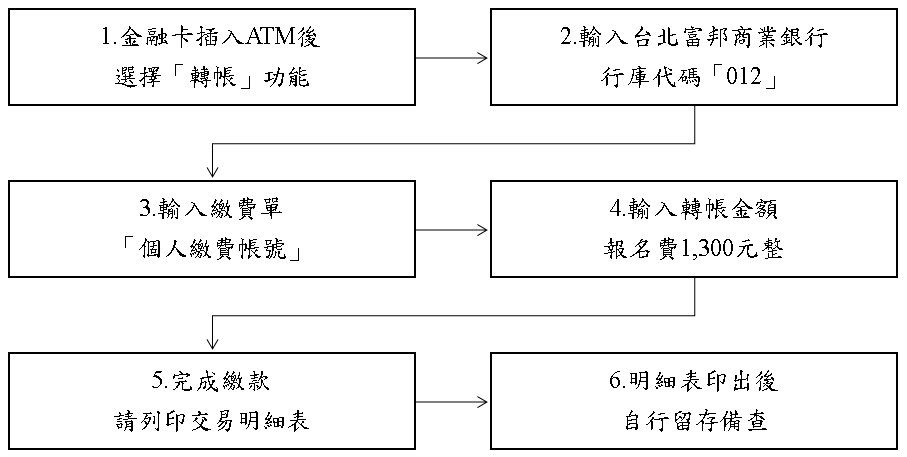 1.金融卡插入ATM後
選擇「轉帳」功能
2.輸入台北富邦商業銀行
行庫代碼「012」
3.輸入繳費單
「個人繳費帳號」
4.輸入轉帳金額
報名費1,300元整
5.完成繳款
請列印交易明細表
6.明細表印出後
自行留存備查